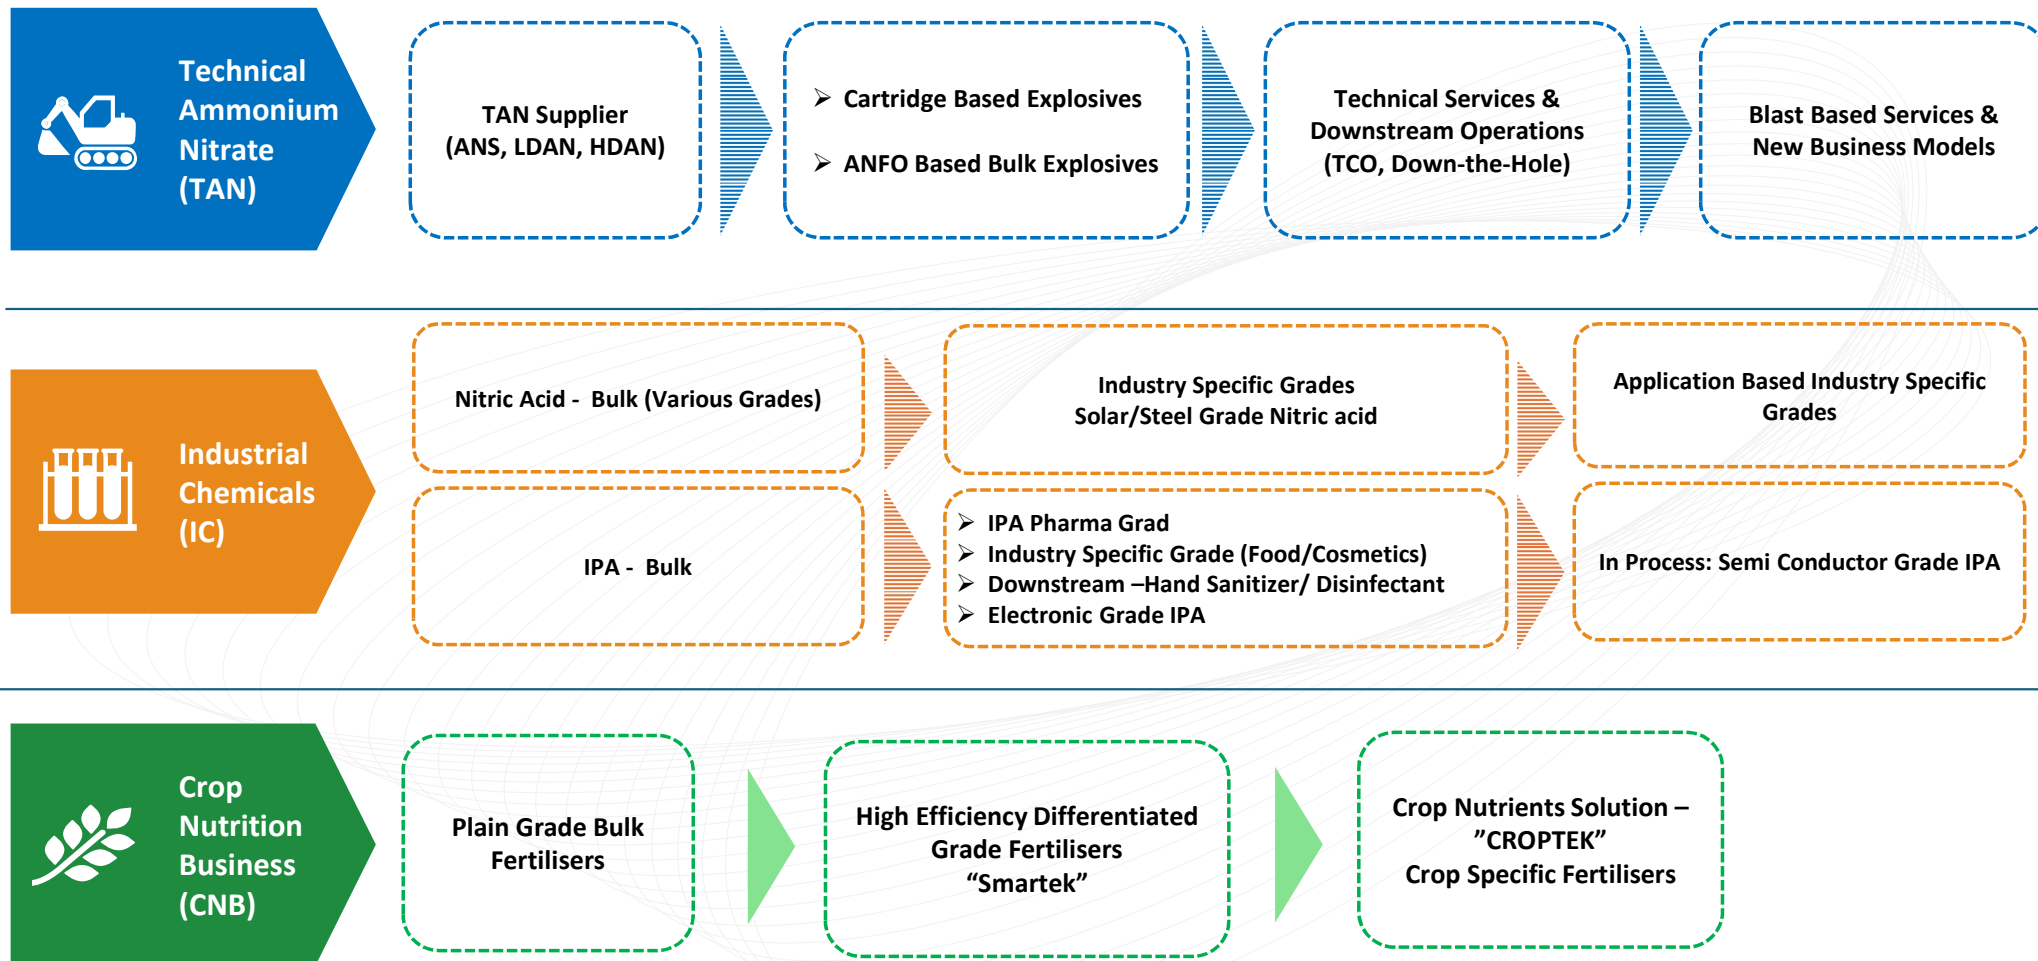 Technical
Ammonium
Nitrate
(TAN)
TAN Supplier
(ANS, LDAN, HDAN)
➢ Cartridge Based Explosives
➢ ANFO Based Bulk Explosives
Technical Services &
Downstream Operations
(TCO, Down-the-Hole)
Blast Based Services &
New Business Models
Industrial
Chemicals
(IC)
Nitric Acid - Bulk (Various Grades)
Industry Specific Grades
Solar/Steel Grade Nitric acid
Application Based Industry Specific
Grades
IPA - Bulk
➢ IPA Pharma Grad
➢ Industry Specific Grade (Food/Cosmetics)
➢ Downstream –Hand Sanitizer/ Disinfectant
➢ Electronic Grade IPA
In Process: Semi Conductor Grade IPA
Crop
Nutrition
Business
(CNB)
Plain Grade Bulk
Fertilisers
High Efficiency Differentiated
Grade Fertilisers
“Smartek”
Crop Nutrients Solution –
”CROPTEK”
Crop Specific Fertilisers